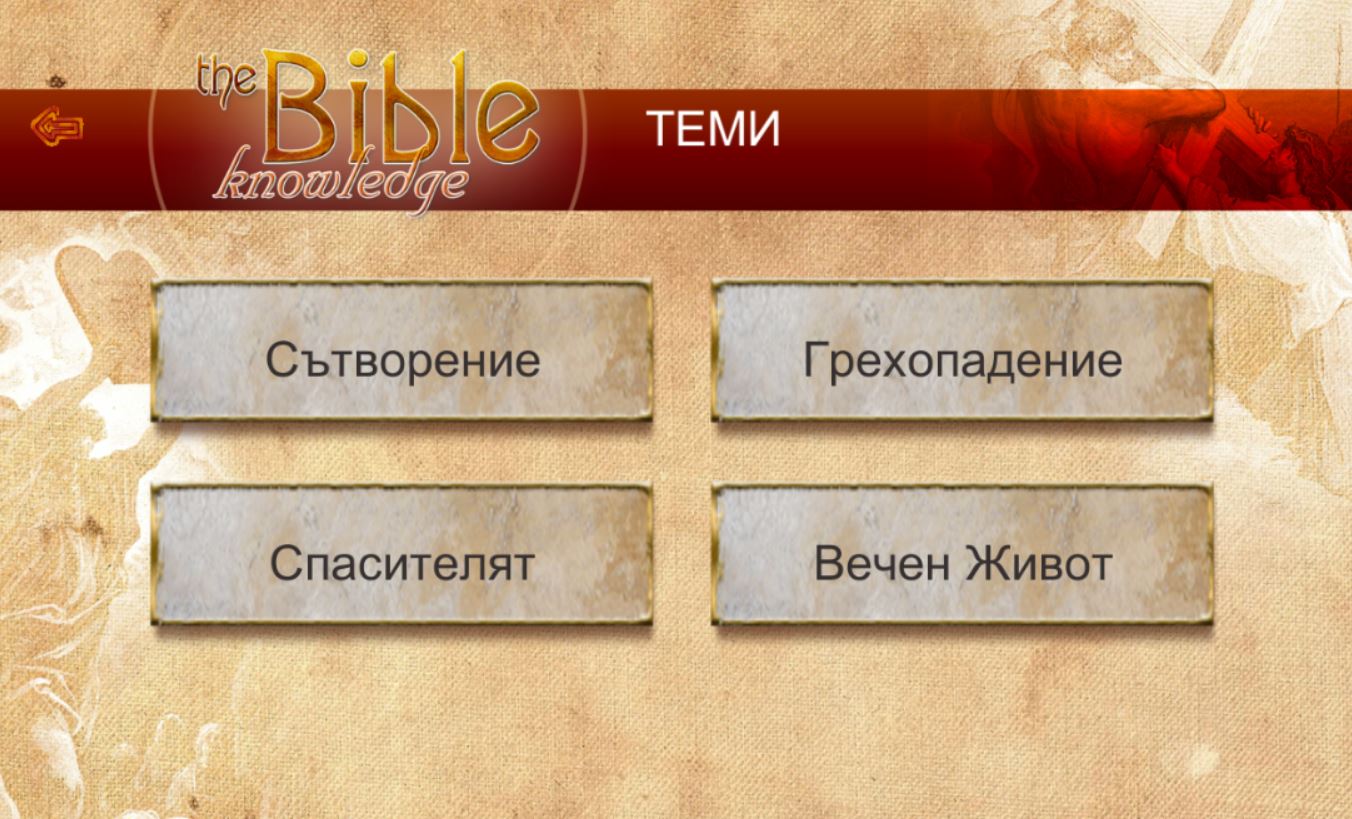 the Bible
knowledge
ТЕМИ
Сътворение
Грехопадение
Спасителят
Вечен Живот